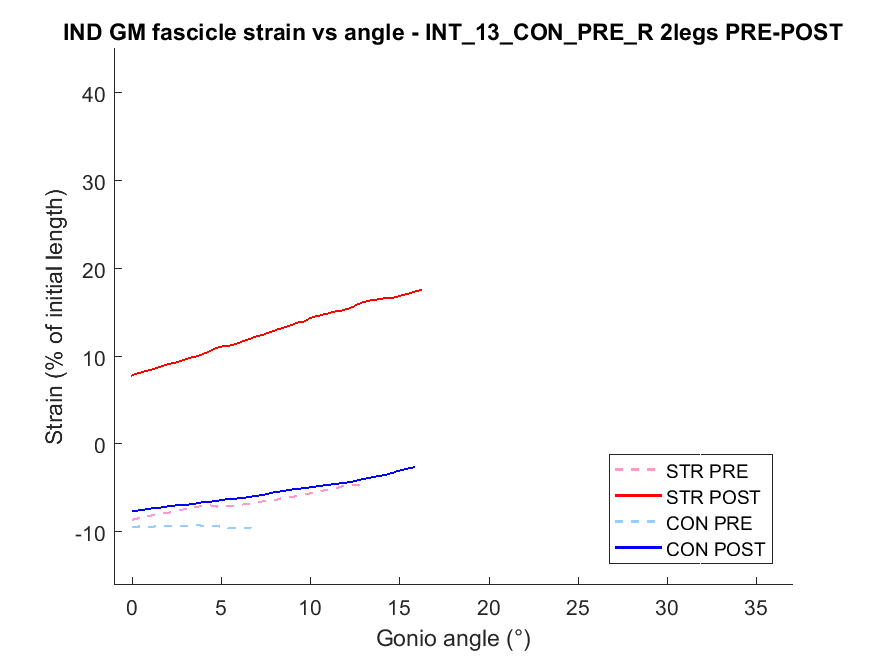 IND GM fascicle strain vs angle - INT_13_CON_PRE_R 2legs PRE-POST
Strain (% of initial length)
40
30
20
10
0
-10
0 5 10 15 20 25 30 35
Gonio angle (°)
STR PRE
STR POST
CON PRE
CON POST